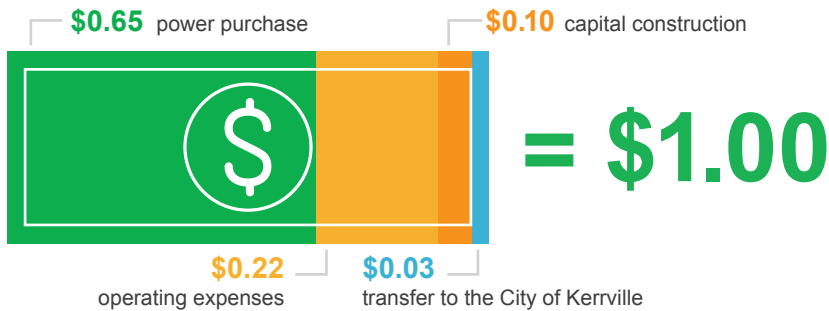 $0.65 power purchase
$0.10 capital construction
$
= $1.00
$0.22
operating expenses
$0.03
transfer to the City of Kerrville